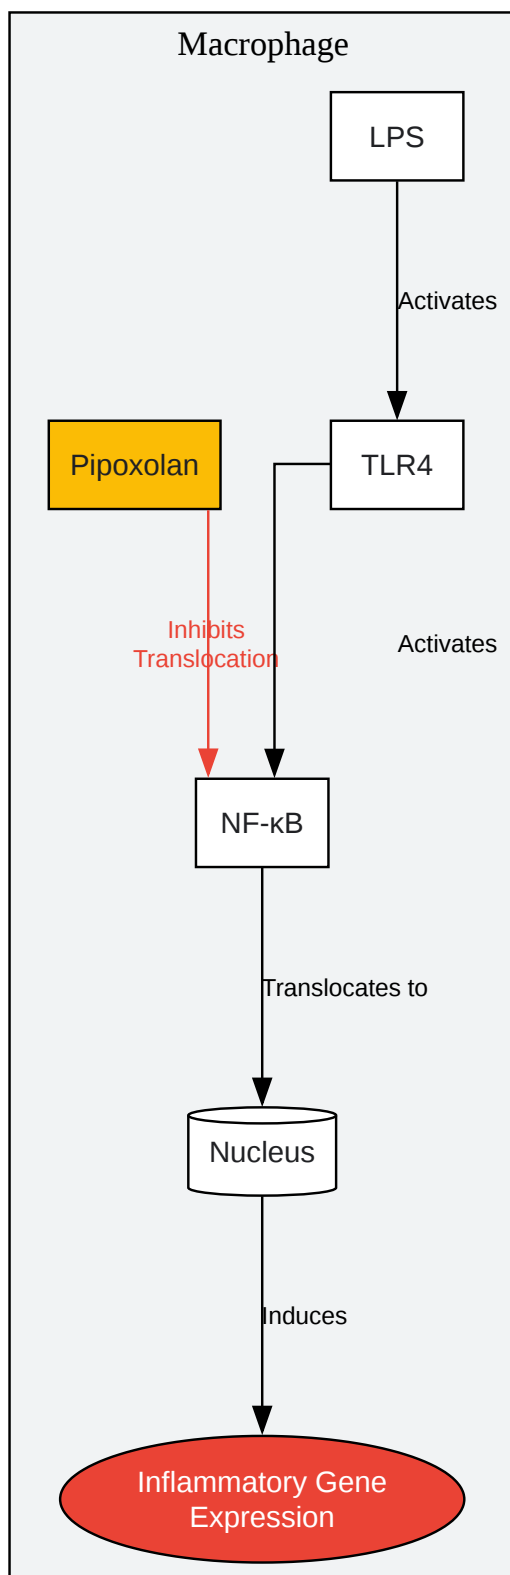 Macrophage
LPS
Activates
Pipoxolan
TLR4
Inhibits
Translocation
Activates
NF-κB
Translocates to
Nucleus
Induces
Inflammatory Gene
Expression